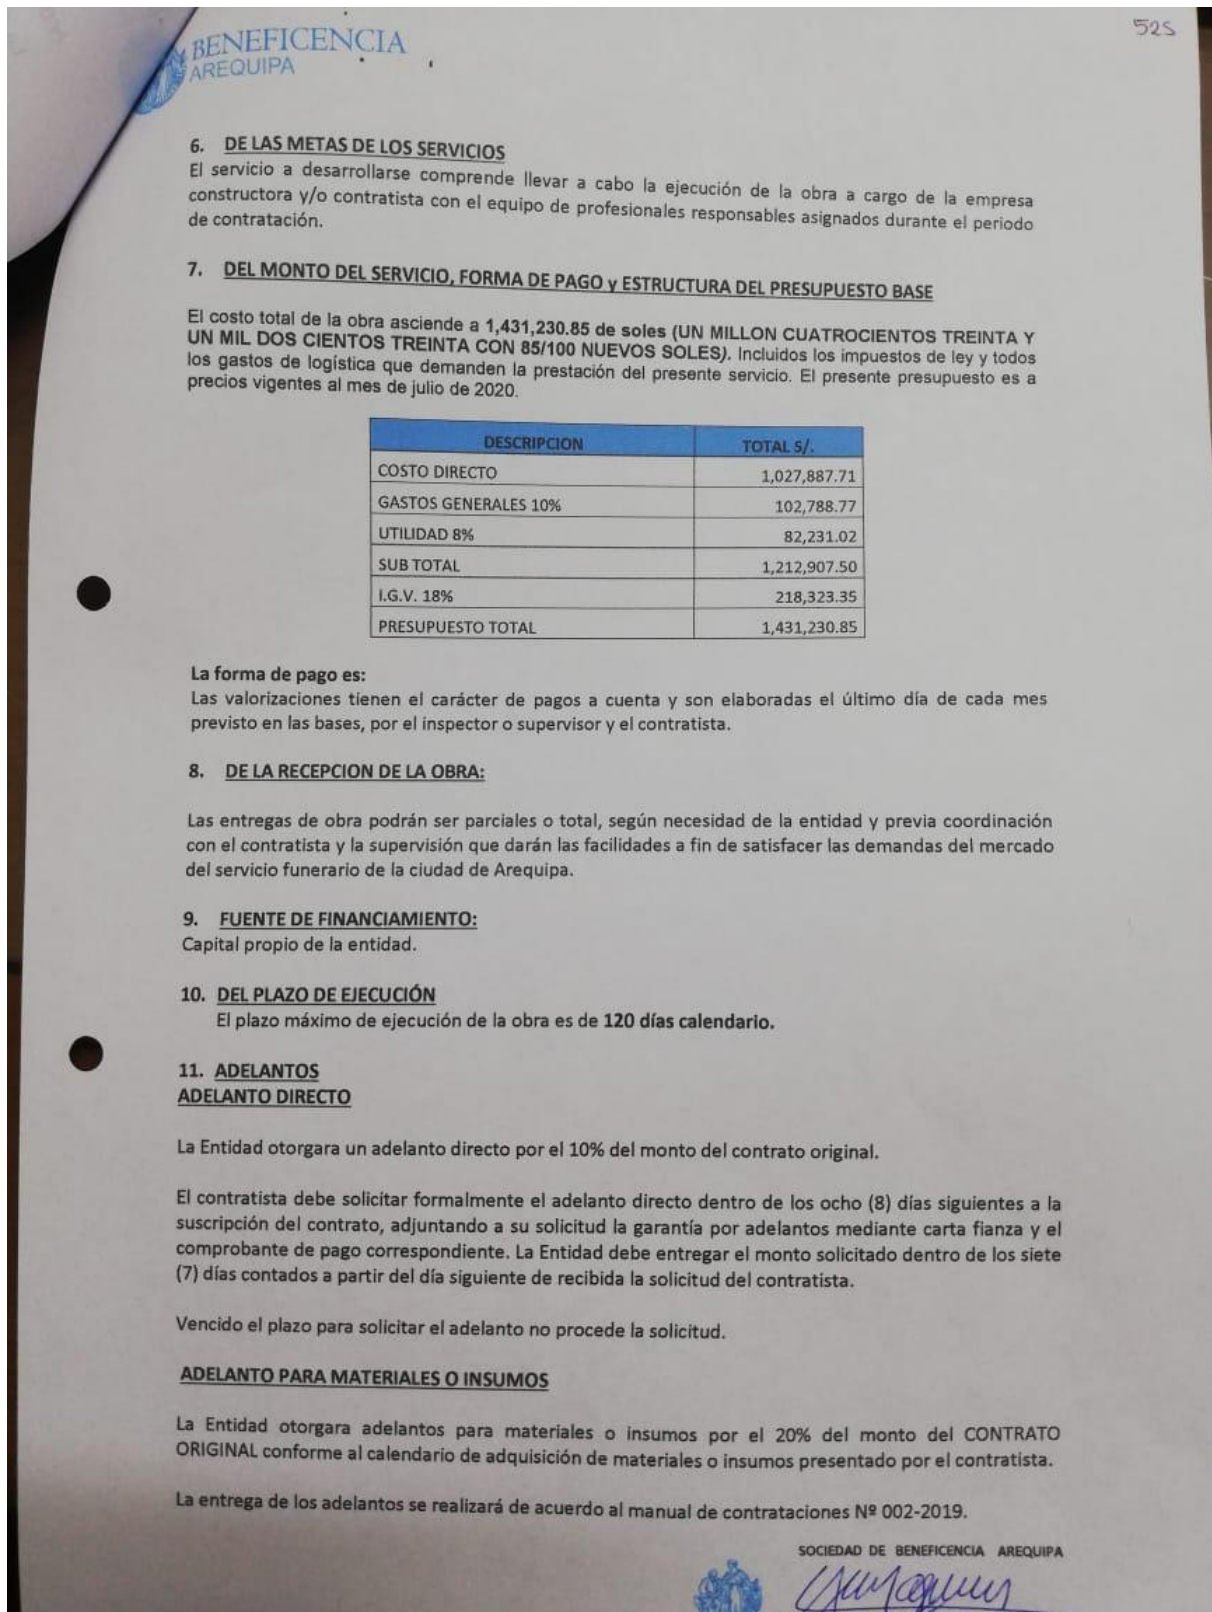 525
BENEFICENCIA
AREQUIPA
6. DE LAS METAS DE LOS SERVICIOS
El servicio a desarrollarse comprende llevar a cabo la ejecución de la obra a cargo de la empresa
constructora y/o contratista con el equipo de profesionales responsables asignados durante el periodo
de contratación.
7. DEL MONTO DEL SERVICIO, FORMA DE PAGO y ESTRUCTURA DEL PRESUPUESTO BASE
El costo total de la obra asciende a 1,431,230.85 de soles (UN MILLON CUATROCIENTOS TREINTA Y
UN MIL DOS CIENTOS TREINTA CON 85/100 NUEVOS SOLES). Incluidos los impuestos de ley y todos
los gastos de logística que demanden la prestación del presente servicio. El presente presupuesto es a
precios vigentes al mes de julio de 2020.
DESCRIPCION TOTAL S/.
COSTO DIRECTO 1,027,887.71
GASTOS GENERALES 10% 102,788.77
UTILIDAD 8% 82,231.02
SUB TOTAL 1,212,907.50
I.G.V. 18% 218,323.35
PRESUPUESTO TOTAL 1,431,230.85
La forma de pago es:
Las valorizaciones tienen el carácter de pagos a cuenta y son elaboradas el último día de cada mes
previsto en las bases, por el inspector o supervisor y el contratista.
8. DE LA RECEPCION DE LA OBRA:
Las entregas de obra podrán ser parciales o total, según necesidad de la entidad y previa coordinación
con el contratista y la supervisión que darán las facilidades a fin de satisfacer las demandas del mercado
del servicio funerario de la ciudad de Arequipa.
9. FUENTE DE FINANCIAMIENTO:
Capital propio de la entidad.
10. DEL PLAZO DE EJECUCIÓN
El plazo máximo de ejecución de la obra es de 120 días calendario.
11. ADELANTOS
ADELANTO DIRECTO
La Entidad otorgara un adelanto directo por el 10% del monto del contrato original.
El contratista debe solicitar formalmente el adelanto directo dentro de los ocho (8) días siguientes a la
suscripción del contrato, adjuntando a su solicitud la garantía por adelantos mediante carta fianza y el
comprobante de pago correspondiente. La Entidad debe entregar el monto solicitado dentro de los siete
(7) días contados a partir del día siguiente de recibida la solicitud del contratista.
Vencido el plazo para solicitar el adelanto no procede la solicitud.
ADELANTO PARA MATERIALES O INSUMOS
La Entidad otorgara adelantos para materiales o insumos por el 20% del monto del CONTRATO
ORIGINAL conforme al calendario de adquisición de materiales o insumos presentado por el contratista.
La entrega de los adelantos se realizará de acuerdo al manual de contrataciones Nº 002-2019.
SOCIEDAD DE BENEFICENCIA AREQUIPA